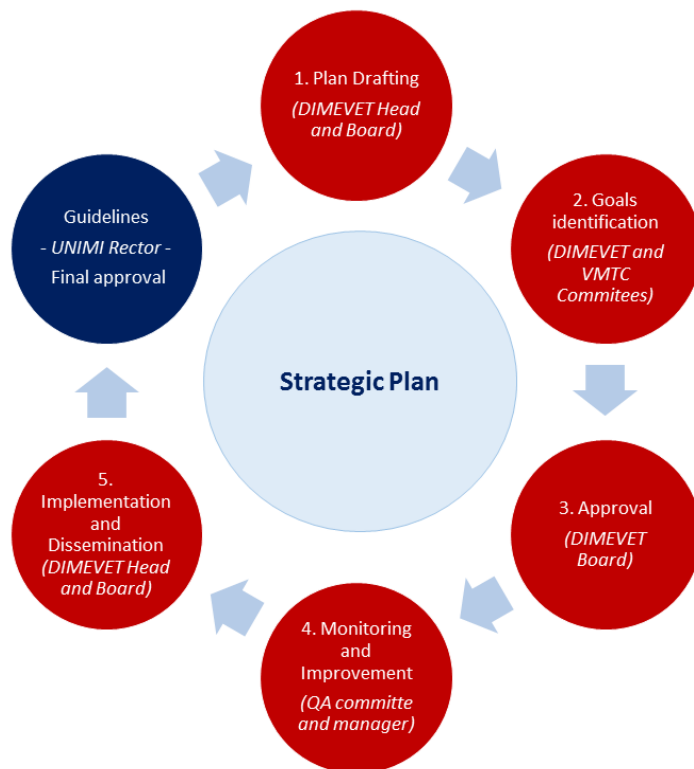 1. Plan Drafting
(DIMEVET Head
and Board)
2. Goals
identification
(DIMEVET and
VMTC
Commitees)
3. Approval
(DIMEVET
Board)
4. Monitoring
and
Improvement
(QA committe
and manager)
5.
Implementation
and
Dissemination
(DIMEVET Head
and Board)
Guidelines
- UNIMI Rector -
Final approval
Strategic Plan